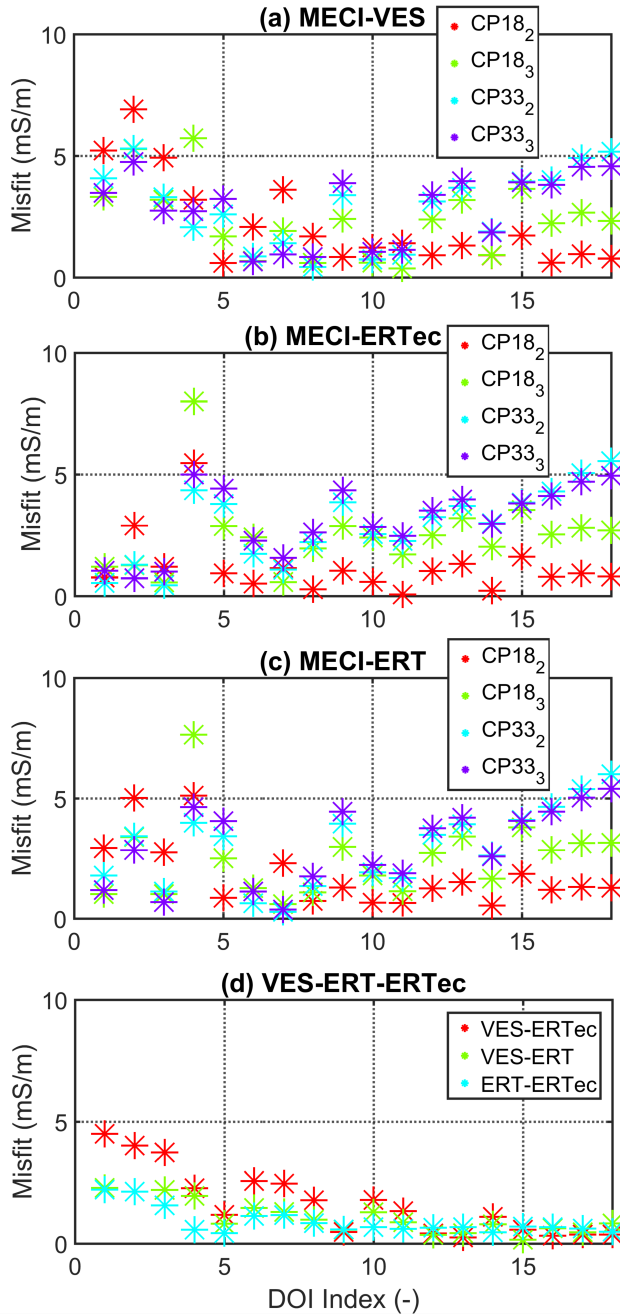 (a) MECI-VES
10
5
0
Misfit (mS/m)
CP18₂
CP18₃
CP33₂
CP33₃
0 5 10 15
(b) MECI-ERTec
10
5
0
Misfit (mS/m)
CP18₂
CP18₃
CP33₂
CP33₃
0 5 10 15
(c) MECI-ERT
10
5
0
Misfit (mS/m)
CP18₂
CP18₃
CP33₂
CP33₃
0 5 10 15
(d) VES-ERT-ERTec
10
5
0
Misfit (mS/m)
VES-ERTec
VES-ERT
ERT-ERTec
0 5 10 15
DOI Index (-)